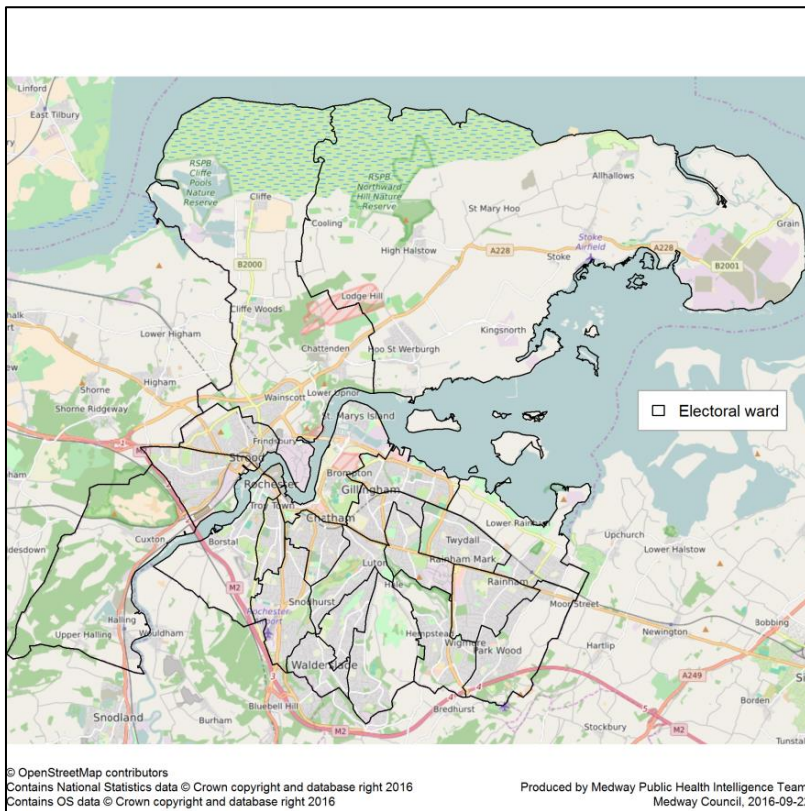 Linford
East Tilbury
RSPB
Cliffe
Pools
Nature
Reserve
Cliffe
RSPB
Northward
Hill Nature
Reserve
Cooling
High Halstow
St Mary Hoo
Allhallows
Grain
A228
Stoke
Airfield
Stoke
A228
B2001
B2000
Cliffe Woods
Lodge Hill
Chattenden
Hoo St Werburgh
Kingsnorth
Lower Higham
Higham
Shorne
Shorne Ridgeway
Wainscott
Lower Upnor
St Marys Island
Frindsbury
Strood
Rochester
Troy Town
Brompton
Gillingham
Chatham
Electoral ward
Cuxton
Borstal
Luton
Hale
Twydall
Rainham Mark
Rainham
Upchurch
Lower Halstow
Moor Street
Newington
Bobbing
Hartlip
M2
Rochester
Snodhurst
Hempstead
Wigmore
Park Wood
Walderslade
Upper Halling
Halling
Wouldham
Snodland
Burham
Bluebell Hill
3
4
4
5
M2
A249
Bredhurst
Stockbury
Borden
© OpenStreetMap contributors
Contains National Statistics data © Crown copyright and database right 2016
Contains OS data © Crown copyright and database right 2016
Produced by Medway Public Health Intelligence Team
Medway Council, 2016-09-2